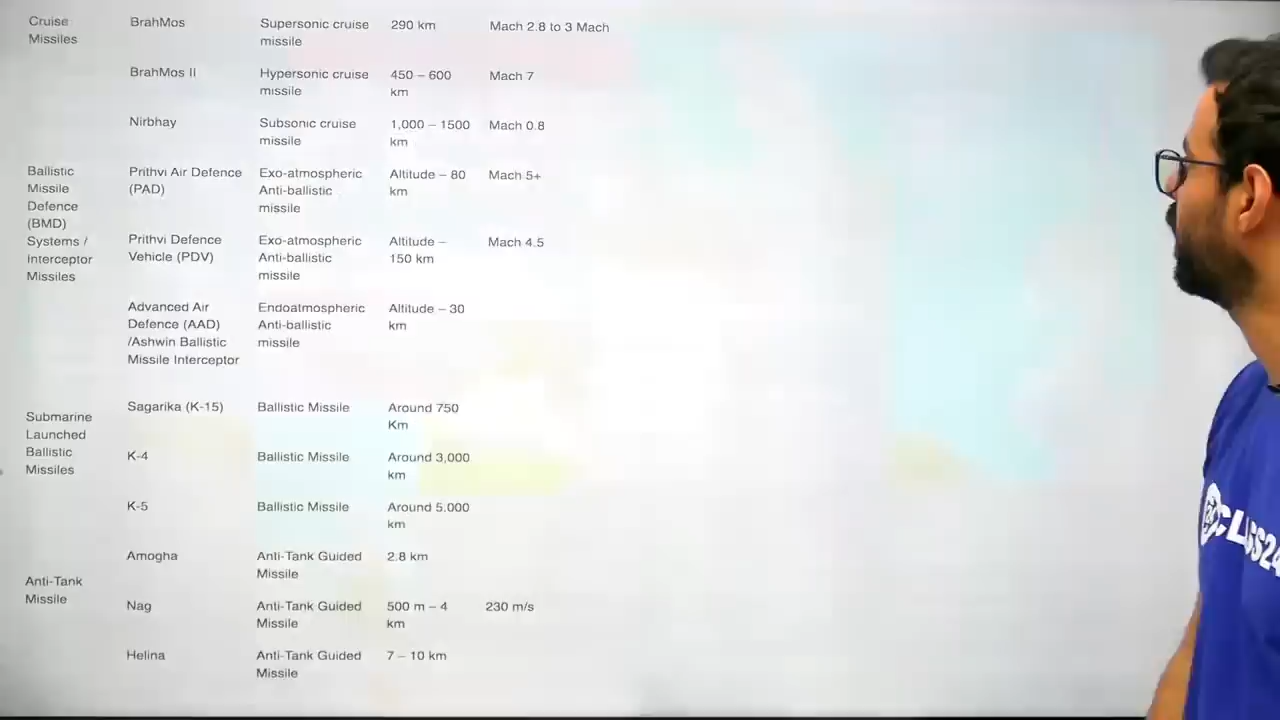 Cruise
Missiles
BrahMos
Supersonic cruise
missile
290 km
Mach 2.8 to 3 Mach
BrahMos II
Hypersonic cruise
missile
450 – 600
km
Mach 7
Nirbhay
Subsonic cruise
missile
1,000 – 1500
km
Mach 0.8
Ballistic
Missile
Defence
(BMD)
Systems /
Interceptor
Missiles
Prithvi Air Defence
(PAD)
Exo-atmospheric
Anti-ballistic
missile
Altitude – 80
km
Mach 5+
Prithvi Defence
Vehicle (PDV)
Exo-atmospheric
Anti-ballistic
missile
Altitude –
150 km
Mach 4.5
Advanced Air
Defence (AAD)
/Ashwin Ballistic
Missile Interceptor
Endoatmospheric
Anti-ballistic
missile
Altitude – 30
km
Submarine
Launched
Ballistic
Missiles
Sagarika (K-15)
Ballistic Missile
Around 750
Km
K-4
Ballistic Missile
Around 3,000
km
K-5
Ballistic Missile
Around 5.000
km
Anti-Tank
Missile
Amogha
Anti-Tank Guided
Missile
2.8 km
Nag
Anti-Tank Guided
Missile
500 m – 4
km
230 m/s
Helina
Anti-Tank Guided
Missile
7 – 10 km